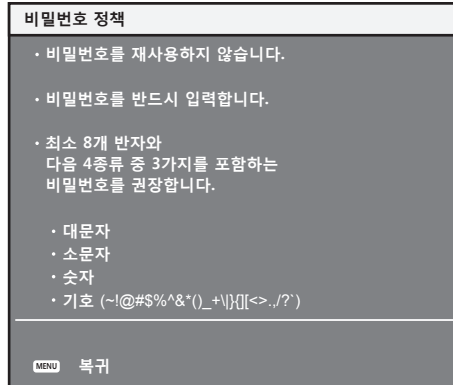 비밀번호 정책
· 비밀번호를 재사용하지 않습니다.
· 비밀번호를 반드시 입력합니다.
· 최소 8개 반자와
다음 4종류 중 3가지를 포함하는
비밀번호를 권장합니다.
· 대문자
· 소문자
· 숫자
· 기호 (~!@#$%^&*()_+\|}{][<>.,/?`)
MENU 복귀